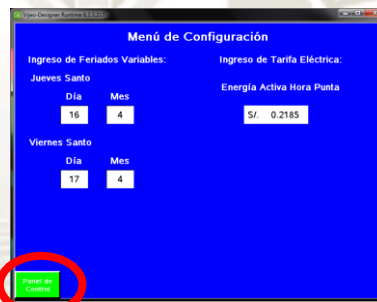 Vijeo-Designer Runtime
Menú de Configuración
Ingreso de Feriados Variables:
Jueves Santo
Día Mes
16 4
Viernes Santo
Día Mes
17 4
Ingreso de Tarifa Eléctrica:
Energía Activa Hora Punta
S/. 0.2185
Panel de
Control